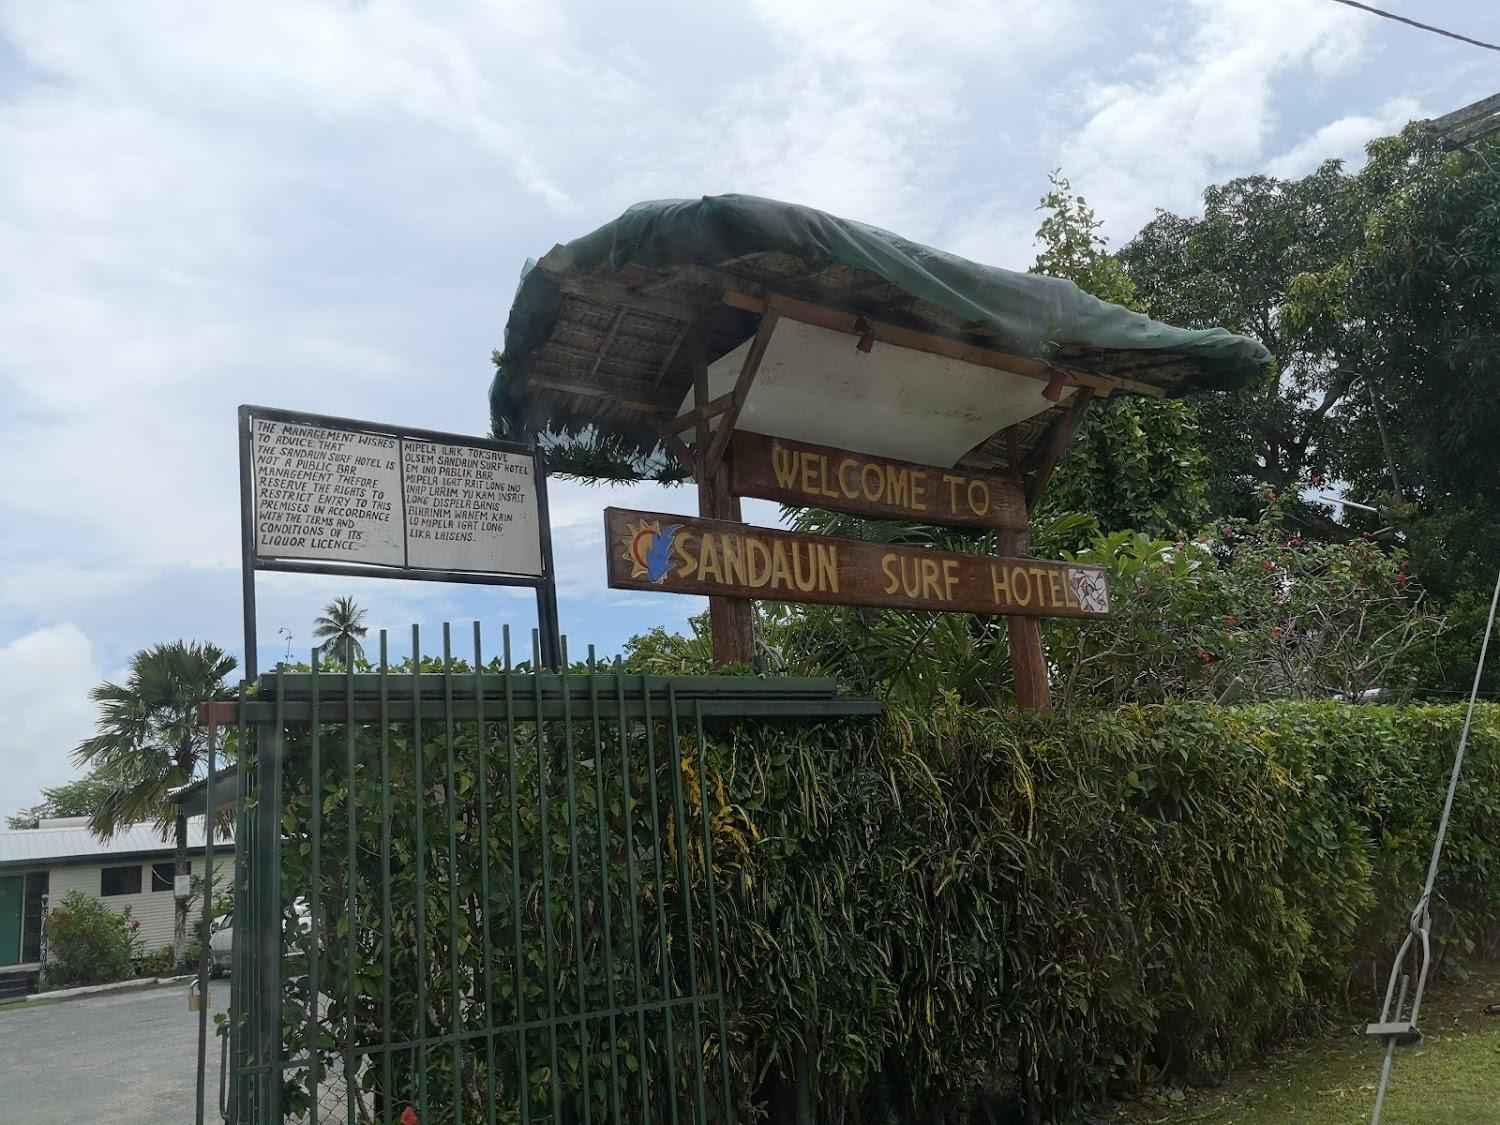 THE MANAGEMENT WISHES
TO ADVICE THAT
THE SANDAUN SURF HOTEL IS
NOT A PUBLIC BAR
MANAGEMENT THEFORE
RESERVE THE RIGHTS TO
RESTRICT ENTRY TO THIS
PREMISES IN ACCORDANCE
WITH THE TERMS AND
CONDITIONS OF ITS
LIQUOR LICENCE..
MIPELA ILAIK TOKSAVE
OLSEM SANDAUN SURF HOTEL
EM INO PABLIK BAR
MIPELA IGAT RAIT LONG INO
INAP LARIM YU KAM INSAIT
LONG DISPELA BANIS
BIHAINIM WANEM KAIN
LO MIPELA IGAT LONG
LIKA LAISENS..
WELCOME TO
SANDAUN SURF HOTEL